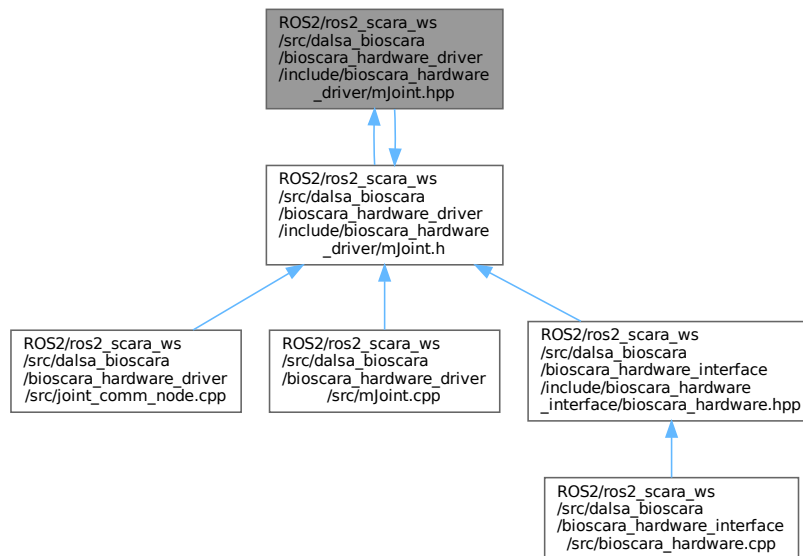 ROS2/ros2_scara_ws
/src/dalsa_bioscara
/bioscara_hardware_driver
/include/bioscara_hardware
_driver/mJoint.hpp
ROS2/ros2_scara_ws
/src/dalsa_bioscara
/bioscara_hardware_driver
/include/bioscara_hardware
_driver/mJoint.h
ROS2/ros2_scara_ws
/src/dalsa_bioscara
/bioscara_hardware_driver
/src/joint_comm_node.cpp
ROS2/ros2_scara_ws
/src/dalsa_bioscara
/bioscara_hardware_driver
/src/mJoint.cpp
ROS2/ros2_scara_ws
/src/dalsa_bioscara
/bioscara_hardware_interface
/include/bioscara_hardware
_interface/bioscara_hardware.hpp
ROS2/ros2_scara_ws
/src/dalsa_bioscara
/bioscara_hardware_interface
/src/bioscara_hardware.cpp